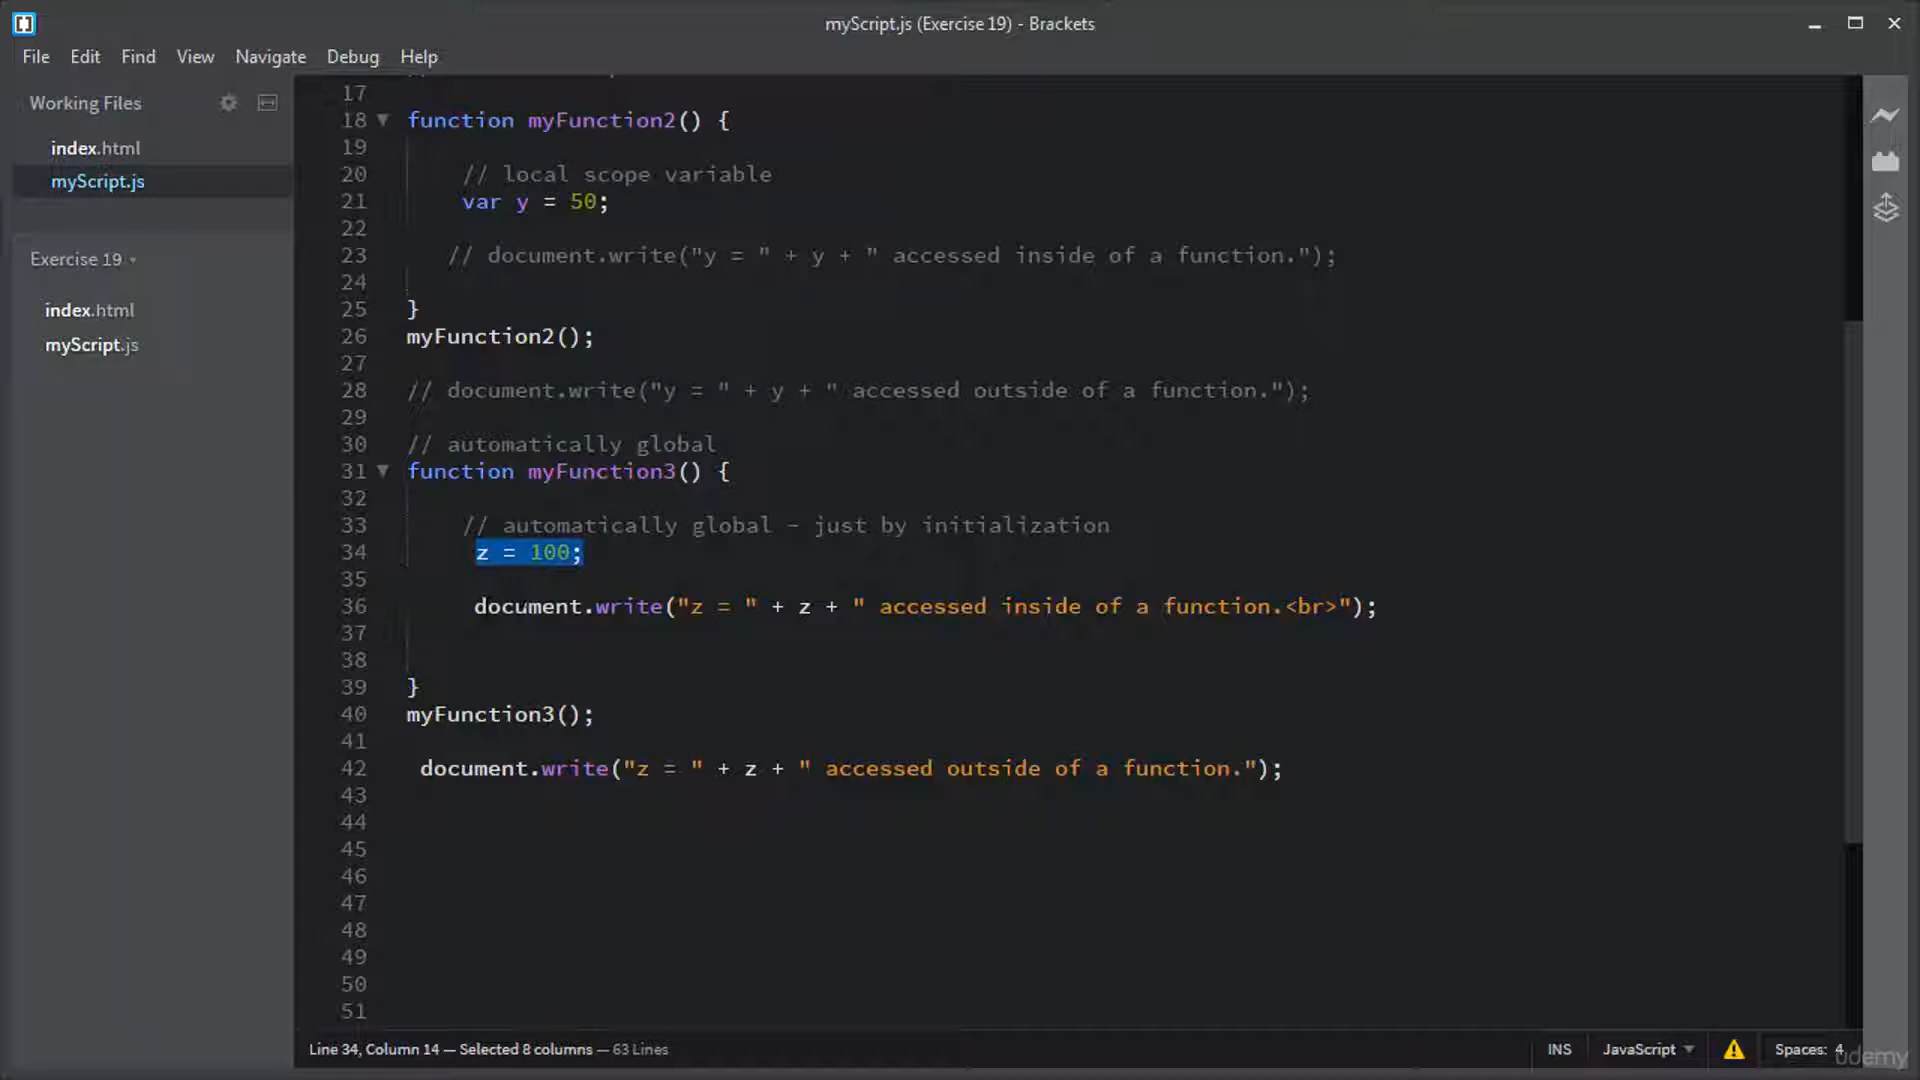 myScript.js (Exercise 19) - Brackets
File Edit Find View Navigate Debug Help
Working Files
index.html
myScript.js
Exercise 19
index.html
myScript.js
17
18 function myFunction2() {
19
20 // local scope variable
21 var y = 50;
22
23 // document.write("y = " + y + " accessed inside of a function.");
24
25 }
26 myFunction2();
27
28 // document.write("y = " + y + " accessed outside of a function.");
29
30 // automatically global
31 function myFunction3() {
32
33 // automatically global - just by initialization
34 z = 100;
35
36 document.write("z = " + z + " accessed inside of a function.<br>");
37
38
39 }
40 myFunction3();
41
42 document.write("z = " + z + " accessed outside of a function.");
43
44
45
46
47
48
49
50
51
Line 34, Column 14 — Selected 8 columns — 63 Lines
INS JavaScript Spaces: 4
udemy